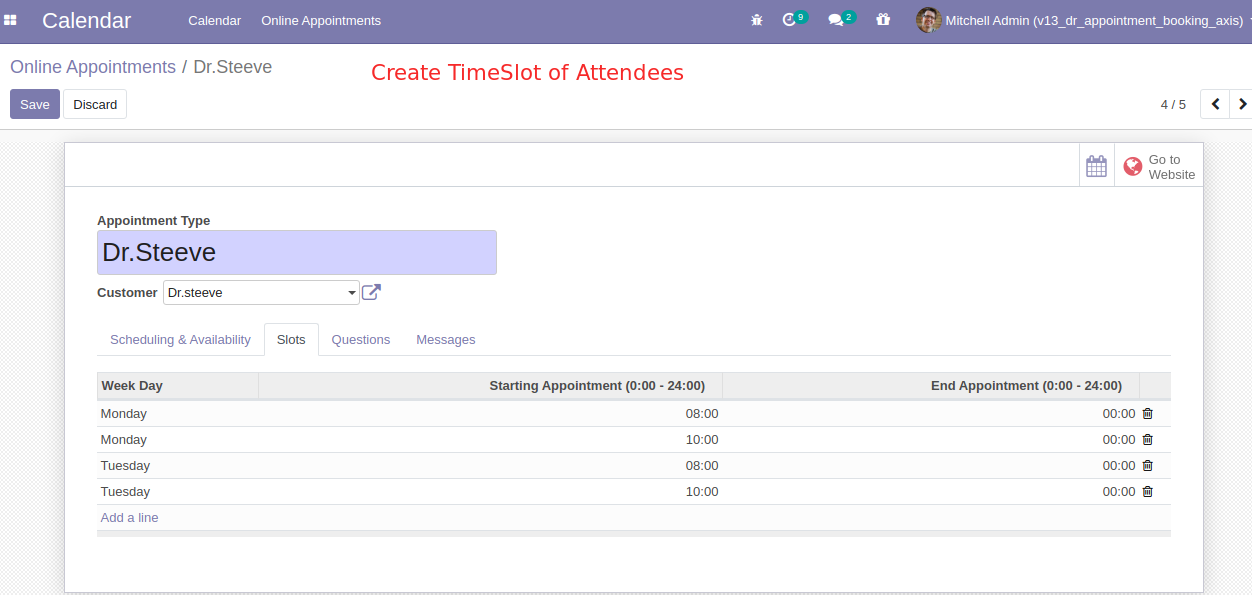 Calendar Calendar Online Appointments 9 2 Mitchell Admin (v13_dr_appointment_booking_axis)
Online Appointments / Dr.Steeve
Create TimeSlot of Attendees
Save Discard 4 / 5
Go to
Website
Appointment Type
Dr.Steeve
Customer Dr.steeve
Scheduling & Availability Slots Questions Messages
Week Day Starting Appointment (0:00 - 24:00) End Appointment (0:00 - 24:00)
Monday 08:00 00:00
Monday 10:00 00:00
Tuesday 08:00 00:00
Tuesday 10:00 00:00
Add a line